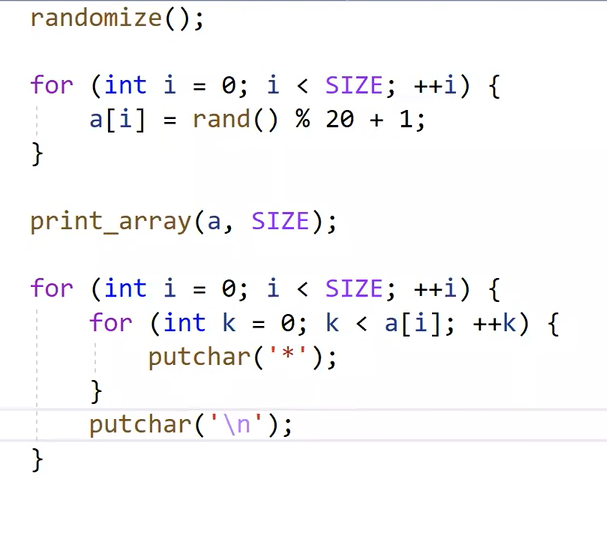 randomize();
for (int i = 0; i < SIZE; ++i) {
    a[i] = rand() % 20 + 1;
}
print_array(a, SIZE);
for (int i = 0; i < SIZE; ++i) {
    for (int k = 0; k < a[i]; ++k) {
        putchar('*');
    }
    putchar('\n');
}